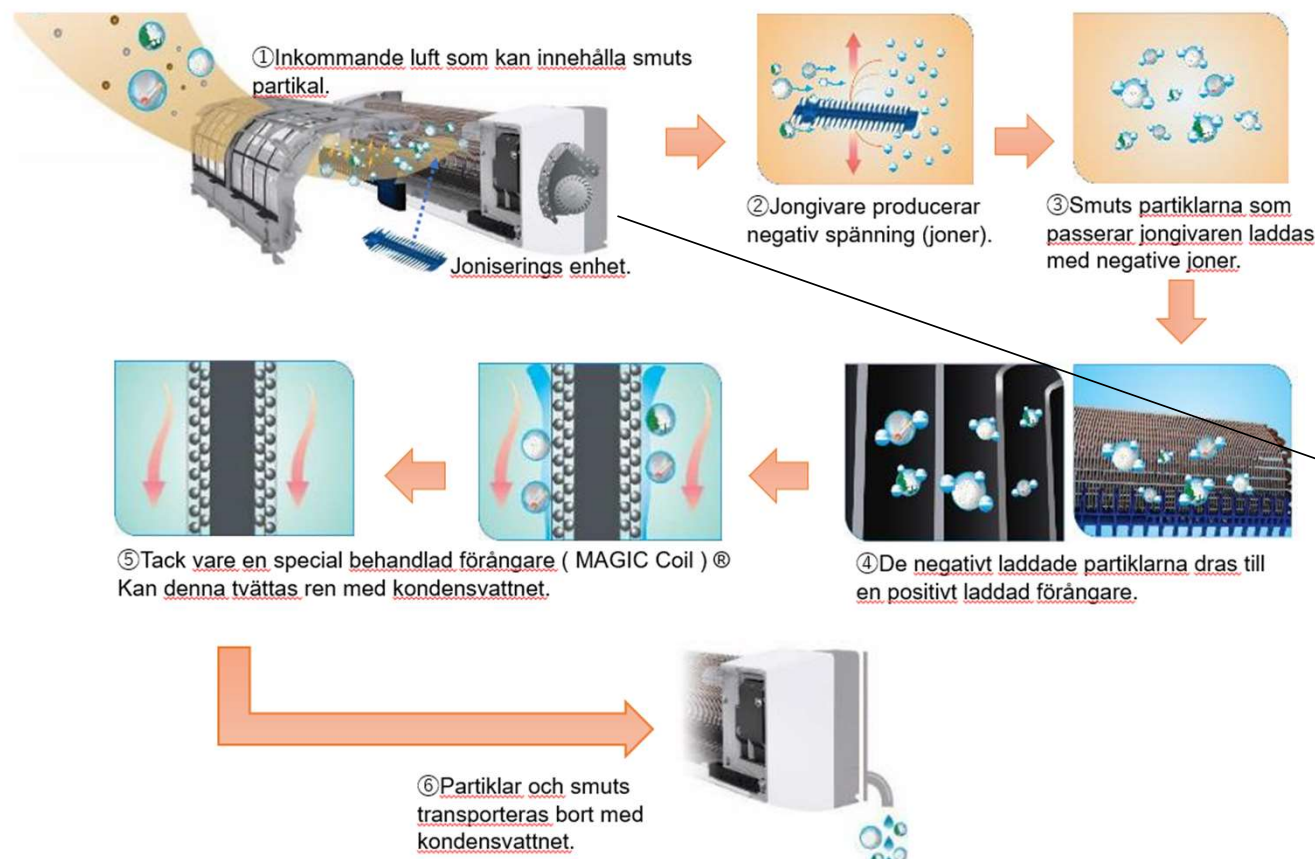 ①Inkommande luft som kan innehålla smuts
partikal.
Joniserings enhet.
②Jongivare producerar
negativ spänning (joner).
③Smuts partiklarna som
passerar jongivaren laddas
med negative joner.
④De negativt laddade partiklarna dras till
en positivt laddad förångare.
⑤Tack vare en special behandlad förångare ( MAGIC Coil ) ®
Kan denna tvättas ren med kondensvattnet.
⑥Partiklar och smuts
transporteras bort med
kondensvattnet.